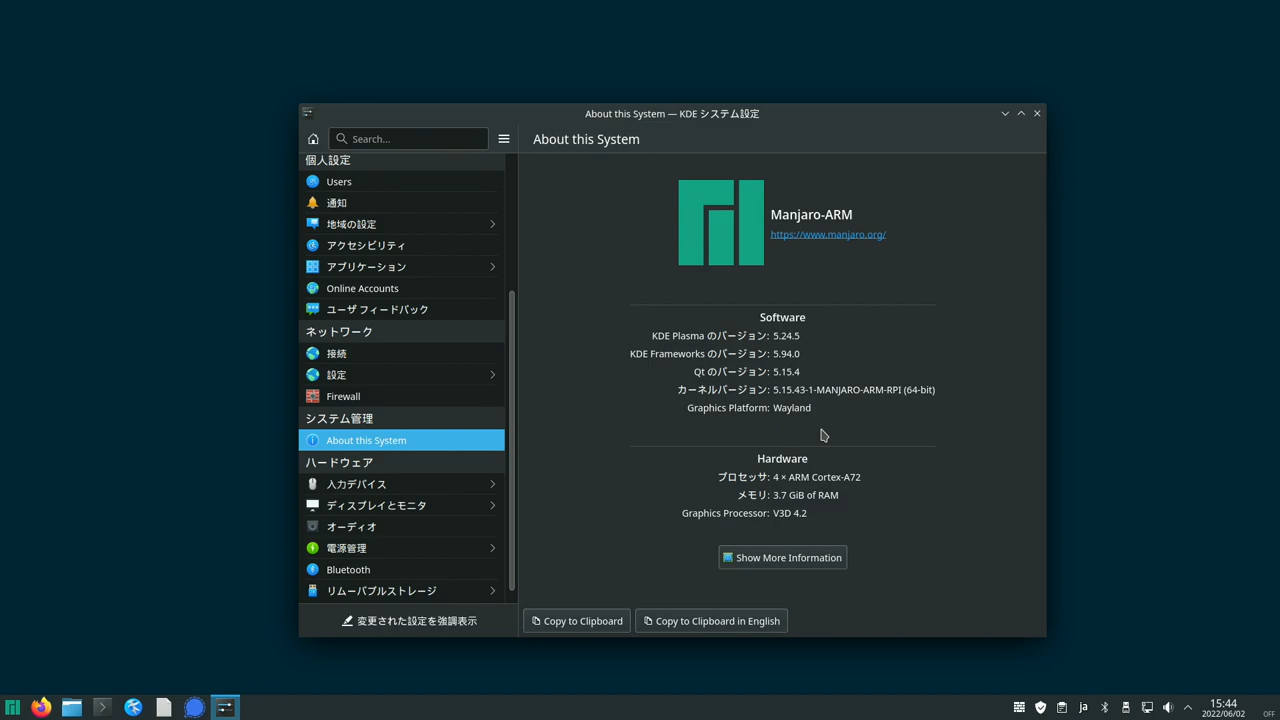 About this System — KDE システム設定
Search...
About this System
個人設定
Users
通知
地域の設定
アクセシビリティ
アプリケーション
Online Accounts
ユーザ フィードバック
ネットワーク
接続
設定
Firewall
システム管理
About this System
ハードウェア
入力デバイス
ディスプレイとモニタ
オーディオ
電源管理
Bluetooth
リムーバブルストレージ
変更された設定を強調表示
Manjaro-ARM
https://www.manjaro.org/
Software
KDE Plasma のバージョン: 5.24.5
KDE Frameworks のバージョン: 5.94.0
Qt のバージョン: 5.15.4
カーネルバージョン: 5.15.43-1-MANJARO-ARM-RPI (64-bit)
Graphics Platform: Wayland
Hardware
プロセッサ: 4 × ARM Cortex-A72
メモリ: 3.7 GiB of RAM
Graphics Processor: V3D 4.2
Show More Information
Copy to Clipboard
Copy to Clipboard in English
ja
15:44
2022/06/02
OFF